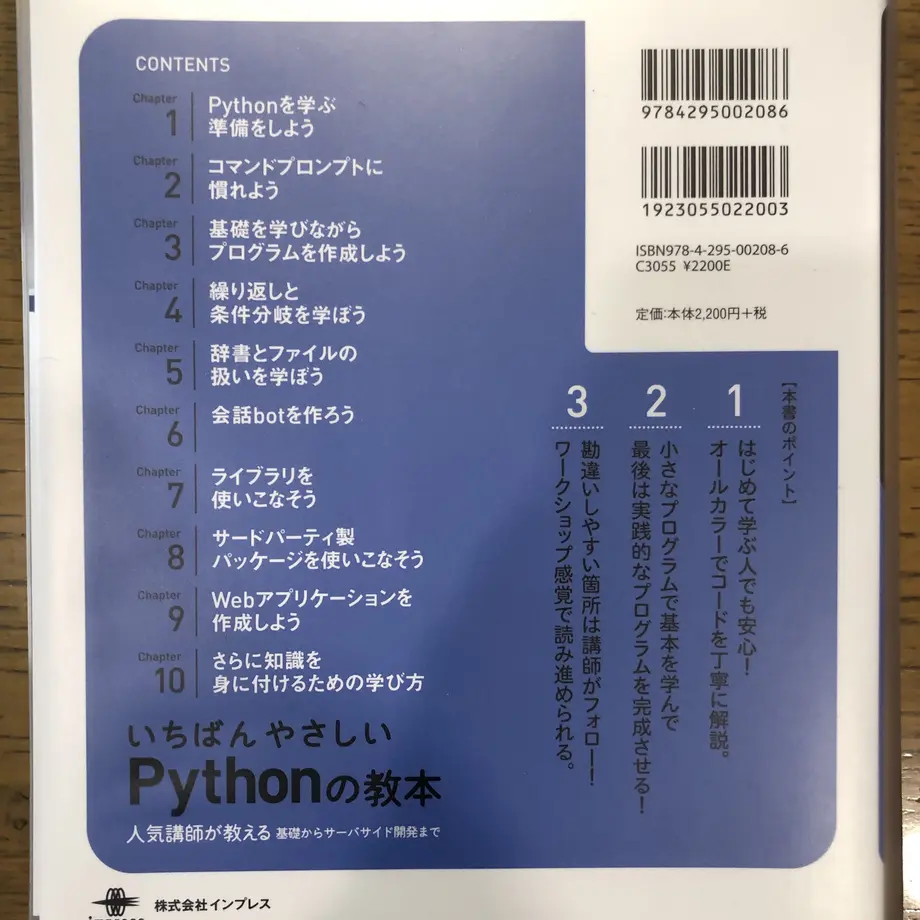 CONTENTS
Chapter 1
Pythonを学ぶ
準備をしよう
Chapter 2
コマンドプロンプトに
慣れよう
Chapter 3
基礎を学びながら
プログラムを作成しよう
Chapter 4
繰り返しと
条件分岐を学ぼう
Chapter 5
辞書とファイルの
扱いを学ぼう
Chapter 6
会話botを作ろう
Chapter 7
ライブラリを
使いこなそう
Chapter 8
サードパーティ製
パッケージを使いこなそう
Chapter 9
Webアプリケーションを
作成しよう
Chapter 10
さらに知識を
身に付けるための学び方
9784295002086
1923055022003
ISBN978-4-295-00208-6
C3055 ¥2200E
定価:本体2,200円+税
【本書のポイント】
1
はじめて学ぶ人でも安心!
オールカラーでコードを丁寧に解説。
2
小さなプログラムで基本を学んで
最後は実践的なプログラムを完成させる!
3
勘違いしやすい箇所は講師がフォロー!
ワークショップ感覚で読み進められる。
いちばんやさしい
Pythonの教本
人気講師が教える 基礎からサーバサイド開発まで
株式会社インプレス